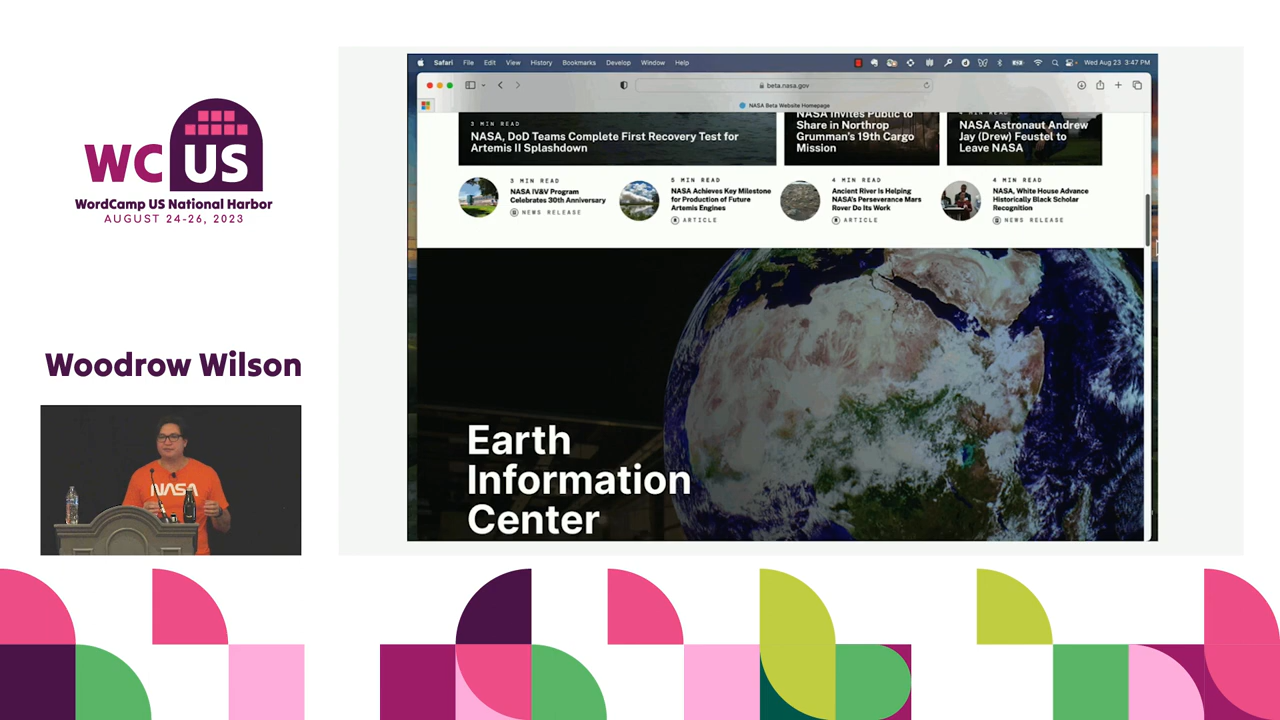 WC US
WordCamp US National Harbor
AUGUST 24-26, 2023
Woodrow Wilson
NASA
Safari File Edit View History Bookmarks Develop Window Help
Wed Aug 23 3:47 PM
beta.nasa.gov
NASA Beta Website Homepage
3 MIN READ
NASA, DoD Teams Complete First Recovery Test for
Artemis II Splashdown
NASA Invites Public to
Share in Northrop
Grumman's 19th Cargo
Mission
NASA Astronaut Andrew
Jay (Drew) Feustel to
Leave NASA
3 MIN READ
NASA IV&V Program
Celebrates 30th Anniversary
NEWS RELEASE
5 MIN READ
NASA Achieves Key Milestone
for Production of Future
Artemis Engines
ARTICLE
4 MIN READ
Ancient River Is Helping
NASA's Perseverance Mars
Rover Do Its Work
ARTICLE
4 MIN READ
NASA, White House Advance
Historically Black Scholar
Recognition
NEWS RELEASE
Earth
Information
Center